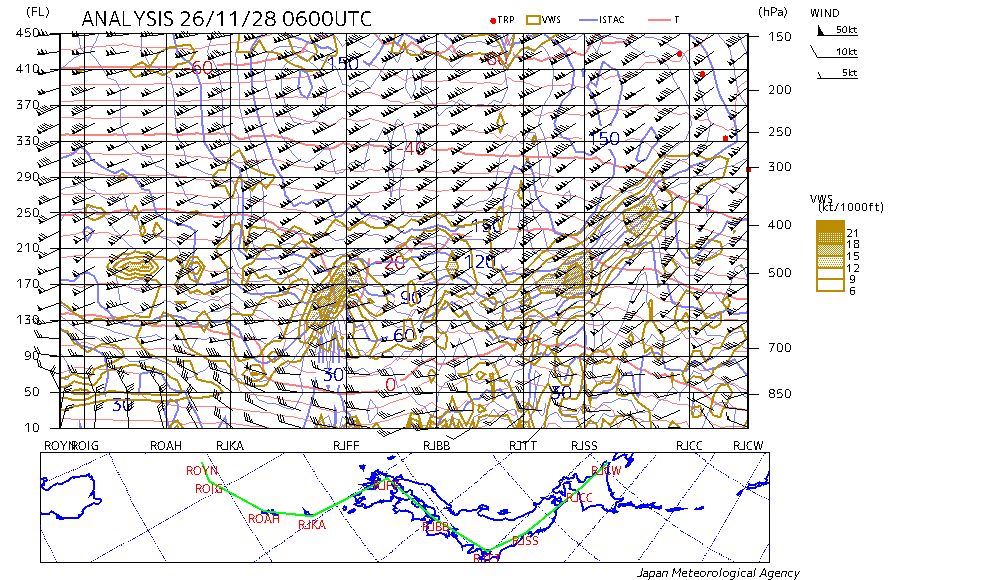 (FL) ANALYSIS 26/11/28 0600UTC TRP VWS ISTAC T (hPa) WIND
450 150 50kt
10kt
410 5kt
-60 150 -60
370 200
330 250
-40 150
290 300
VWS
(kt/1000ft)
250 400
150
21
210 18
-20 120 500 15
12
170 9
90 6
130
60 700
90
30 0
50 850
30 30
10
ROYN ROIG ROAH RJKA RJFF RJBB RJTT RJSS RJCC RJCW
ROYN RJCW
ROIG RJFF
RJCC
ROAH RJKA RJBB
RJSS
RJTT
Japan Meteorological Agency